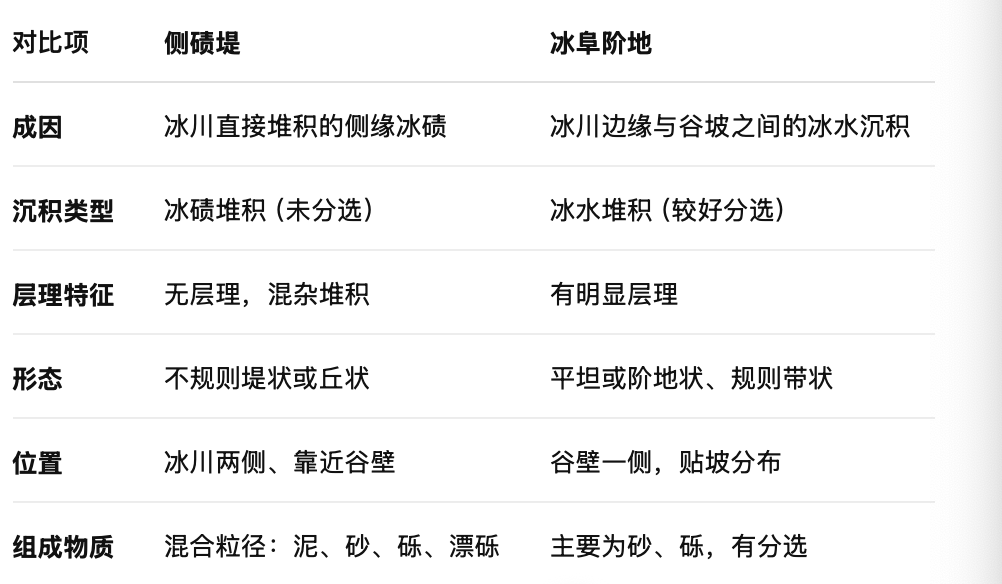 对比项 侧碛堤 冰阜阶地
成因 冰川直接堆积的侧缘冰碛 冰川边缘与谷坡之间的冰水沉积
沉积类型 冰碛堆积（未分选） 冰水堆积（较好分选）
层理特征 无层理，混杂堆积 有明显层理
形态 不规则堤状或丘状 平坦或阶地状、规则带状
位置 冰川两侧、靠近谷壁 谷壁一侧，贴坡分布
组成物质 混合粒径：泥、砂、砾、漂砾 主要为砂、砾，有分选